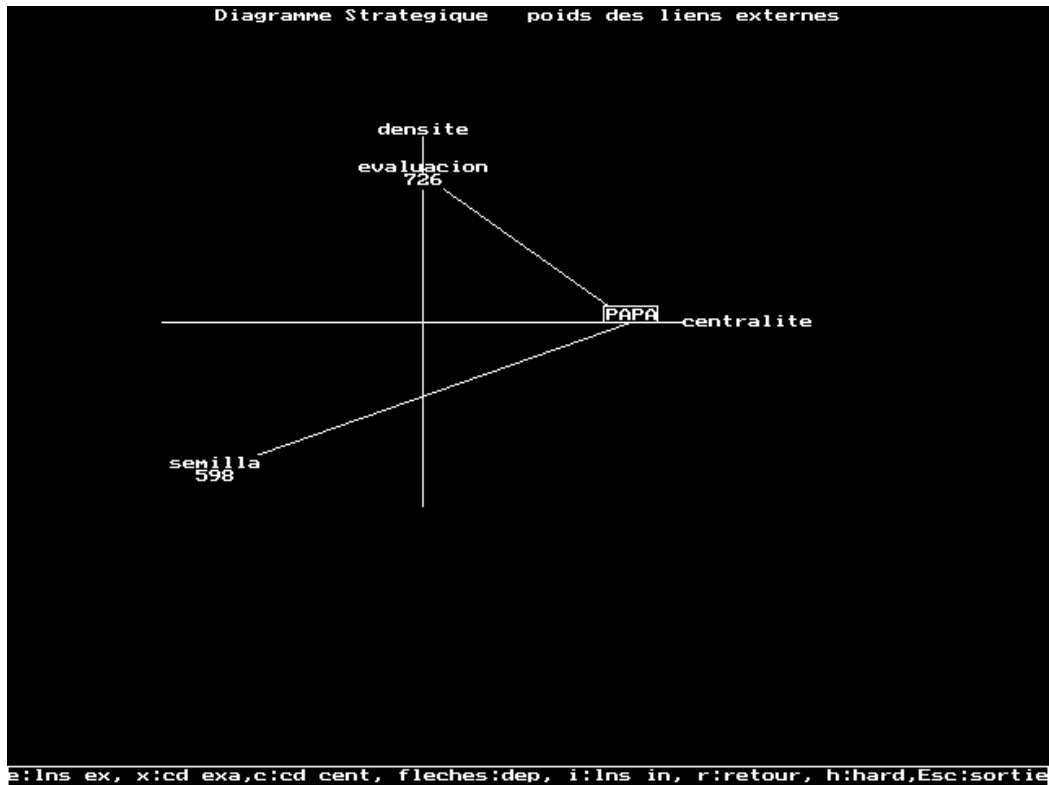 Diagramme Strategique poids des liens externes
densite
evaluacion
726
PAPA
centralite
semilla
598
e:lns ex, x:cd exa,c:cd cent, fleches:dep, i:lns in, r:retour, h:hard,Esc:sortie